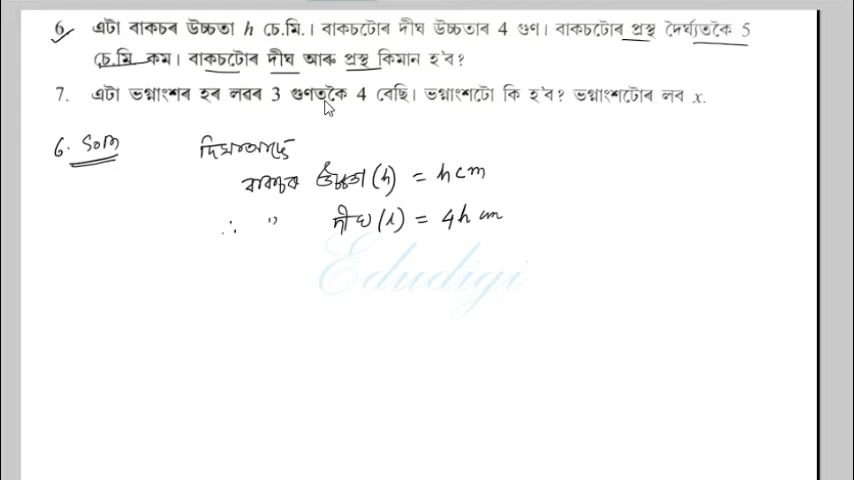 6. এটা বাকচৰ উচ্চতা h চে.মি.। বাকচটোৰ দীঘ উচ্চতাৰ 4 গুণ। বাকচটোৰ প্ৰস্থ দৈৰ্ঘ্যতকৈ 5
চে.মি কম। বাকচটোৰ দীঘ আৰু প্ৰস্থ কিমান হ'ব?
7. এটা ভগ্নাংশৰ হৰ লবৰ 3 গুণতকৈ 4 বেছি। ভগ্নাংশটো কি হ'ব? ভগ্নাংশটোৰ লব x.
6. Soln দিয়া আছে
বাকচৰ উচ্চতা (h) = h cm
∴ " দীঘ (l) = 4h cm
Edudigi